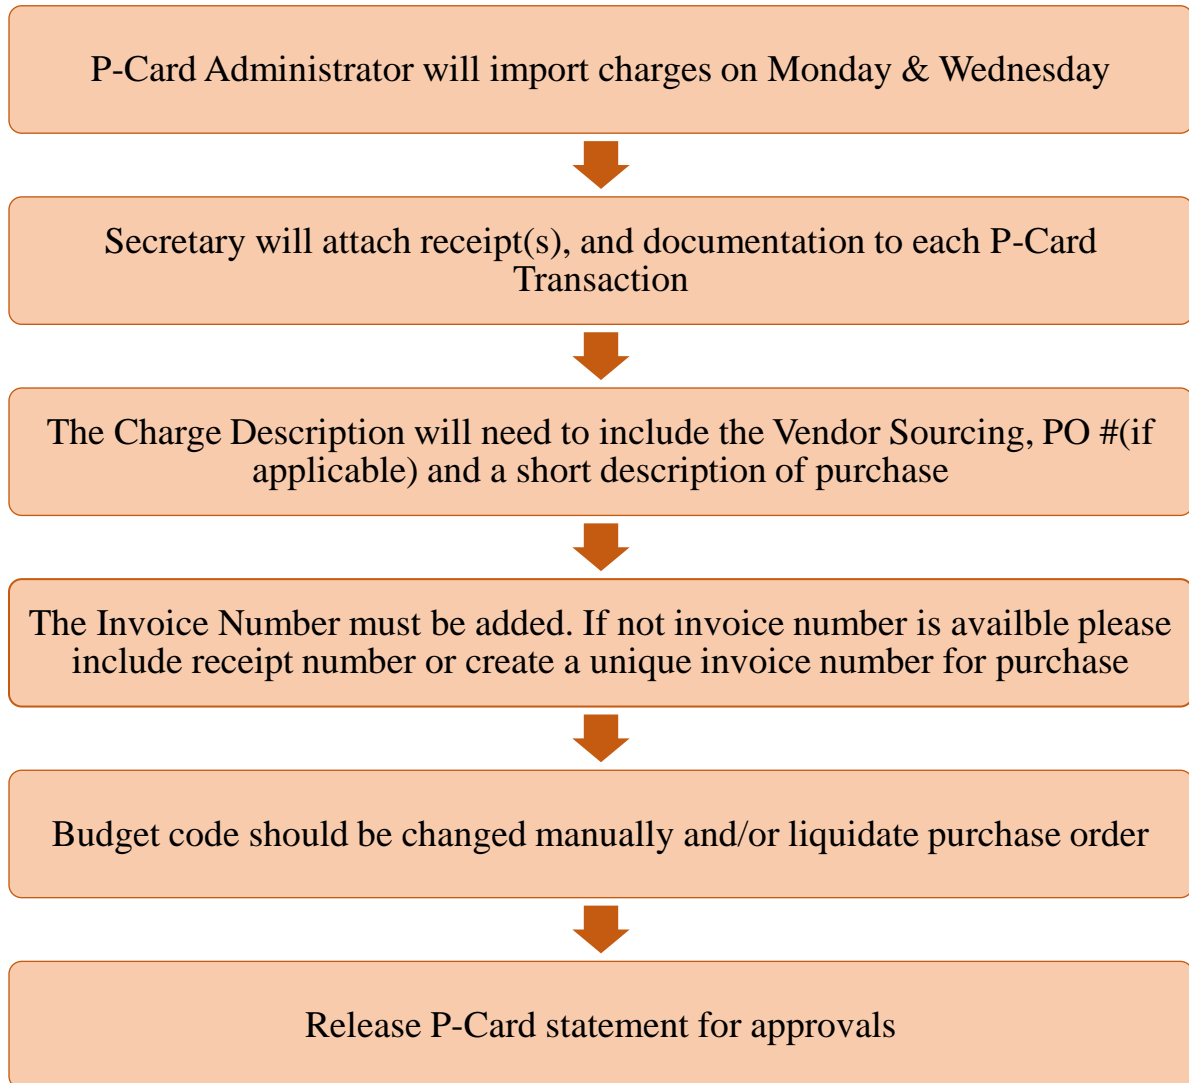 P-Card Administrator will import charges on Monday & Wednesday
Secretary will attach receipt(s), and documentation to each P-Card
Transaction
The Charge Description will need to include the Vendor Sourcing, PO #(if
applicable) and a short description of purchase
The Invoice Number must be added. If not invoice number is availble please
include receipt number or create a unique invoice number for purchase
Budget code should be changed manually and/or liquidate purchase order
Release P-Card statement for approvals